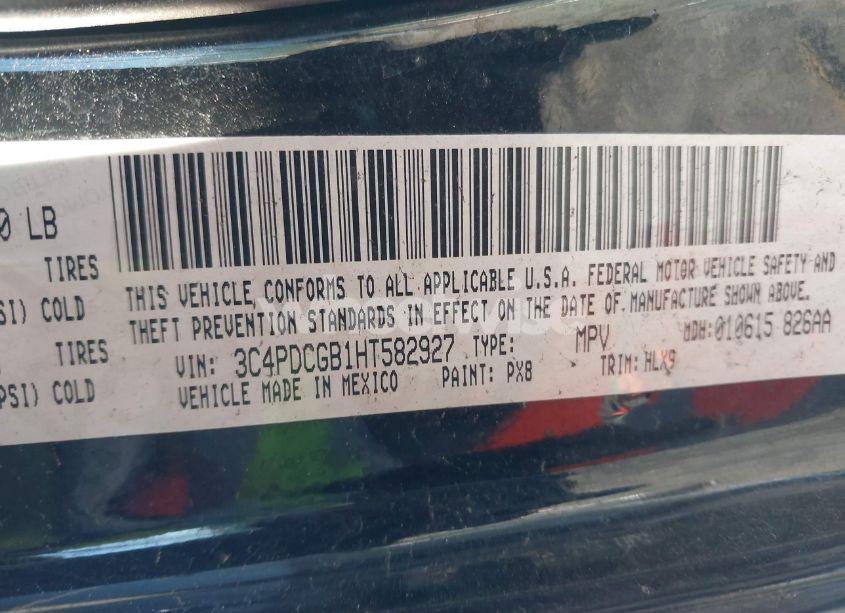 0 LB
TIRES
SI) COLD
TIRES
PSI) COLD
THIS VEHICLE CONFORMS TO ALL APPLICABLE U.S.A. FEDERAL MOTOR VEHICLE SAFETY AND
THEFT PREVENTION STANDARDS IN EFFECT ON THE DATE OF MANUFACTURE SHOWN ABOVE.
VIN: 3C4PDCGB1HT582927 TYPE: MPV MDH:010615 826AA
VEHICLE MADE IN MEXICO PAINT: PX8 TRIM: HLX9